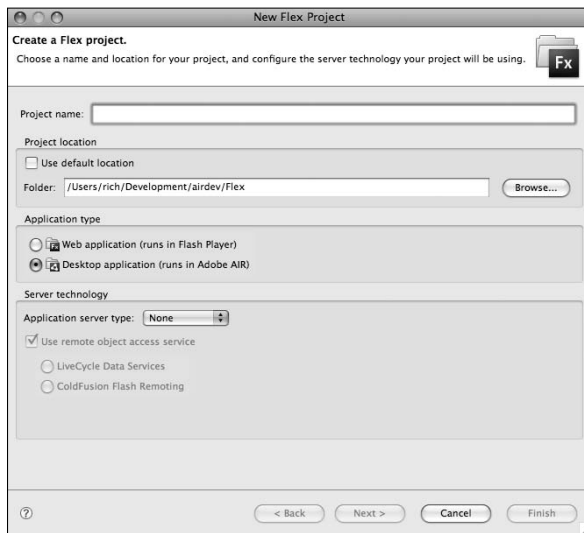 New Flex Project
Create a Flex project.
Choose a name and location for your project, and configure the server technology your project will be using.
Fx
Project name:
Project location
Use default location
Folder: /Users/rich/Development/airdev/Flex Browse...
Application type
Web application (runs in Flash Player)
Desktop application (runs in Adobe AIR)
Server technology
Application server type: None
Use remote object access service
LiveCycle Data Services
ColdFusion Flash Remoting
? < Back Next > Cancel Finish